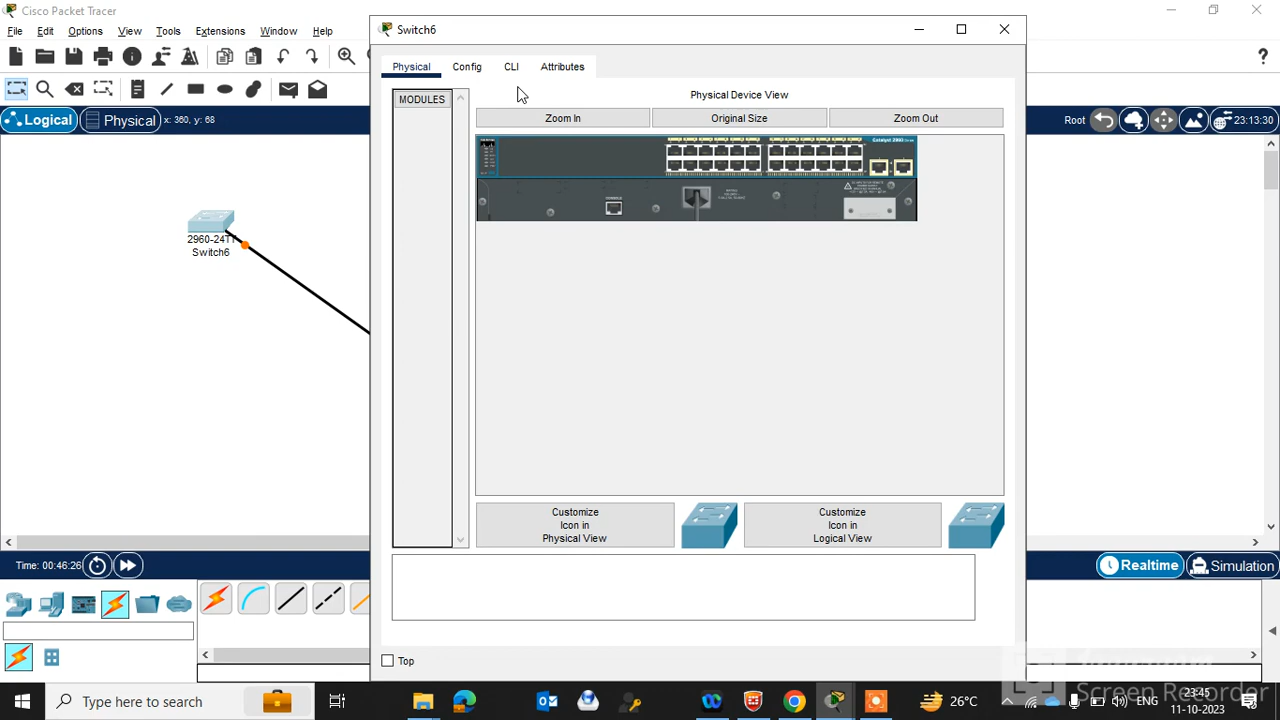 Cisco Packet Tracer
File Edit Options View Tools Extensions Window Help
Logical Physical x: 360, y: 68
Root 23:13:30
2960-24TT
Switch6
Switch6
Physical Config CLI Attributes
MODULES
Physical Device View
Zoom In Original Size Zoom Out
CONSOLE
Customize
Icon in
Physical View
Customize
Icon in
Logical View
Top
Time: 00:46:26
Realtime Simulation
Type here to search
26°C
23:45
11-10-2023
Screen Recorder